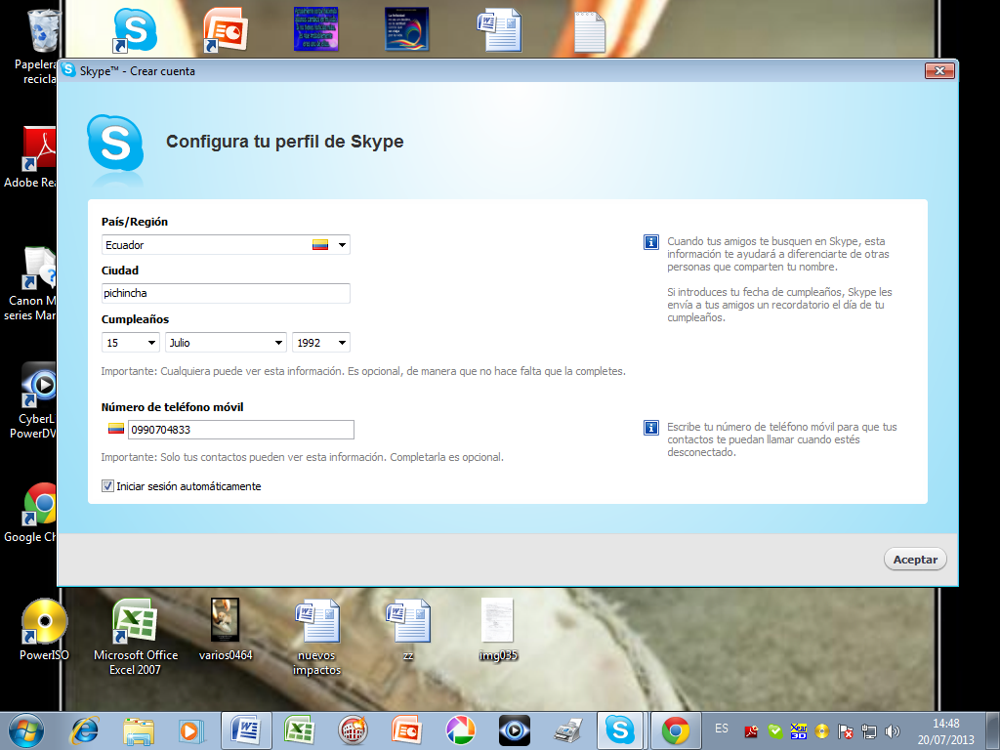 Papelera
recicla
Skype™ - Crear cuenta
S
Configura tu perfil de Skype
País/Región
Ecuador
Cuando tus amigos te busquen en Skype, esta
información te ayudará a diferenciarte de otras
personas que comparten tu nombre.
Si introduces tu fecha de cumpleaños, Skype les
envía a tus amigos un recordatorio el día de tu
cumpleaños.
Ciudad
pichincha
Cumpleaños
15
Julio
1992
Importante: Cualquiera puede ver esta información. Es opcional, de manera que no hace falta que la completes.
Número de teléfono móvil
0990704833
Escribe tu número de teléfono móvil para que tus
contactos te puedan llamar cuando estés
desconectado.
Importante: Solo tus contactos pueden ver esta información. Completarla es opcional.
Iniciar sesión automáticamente
Aceptar
Adobe Rea
Canon M
series Mar
CyberL
PowerDV
Google Ch
PowerISO
Microsoft Office
Excel 2007
varios0464
nuevos
impactos
zz
img035
ES
14:48
20/07/2013